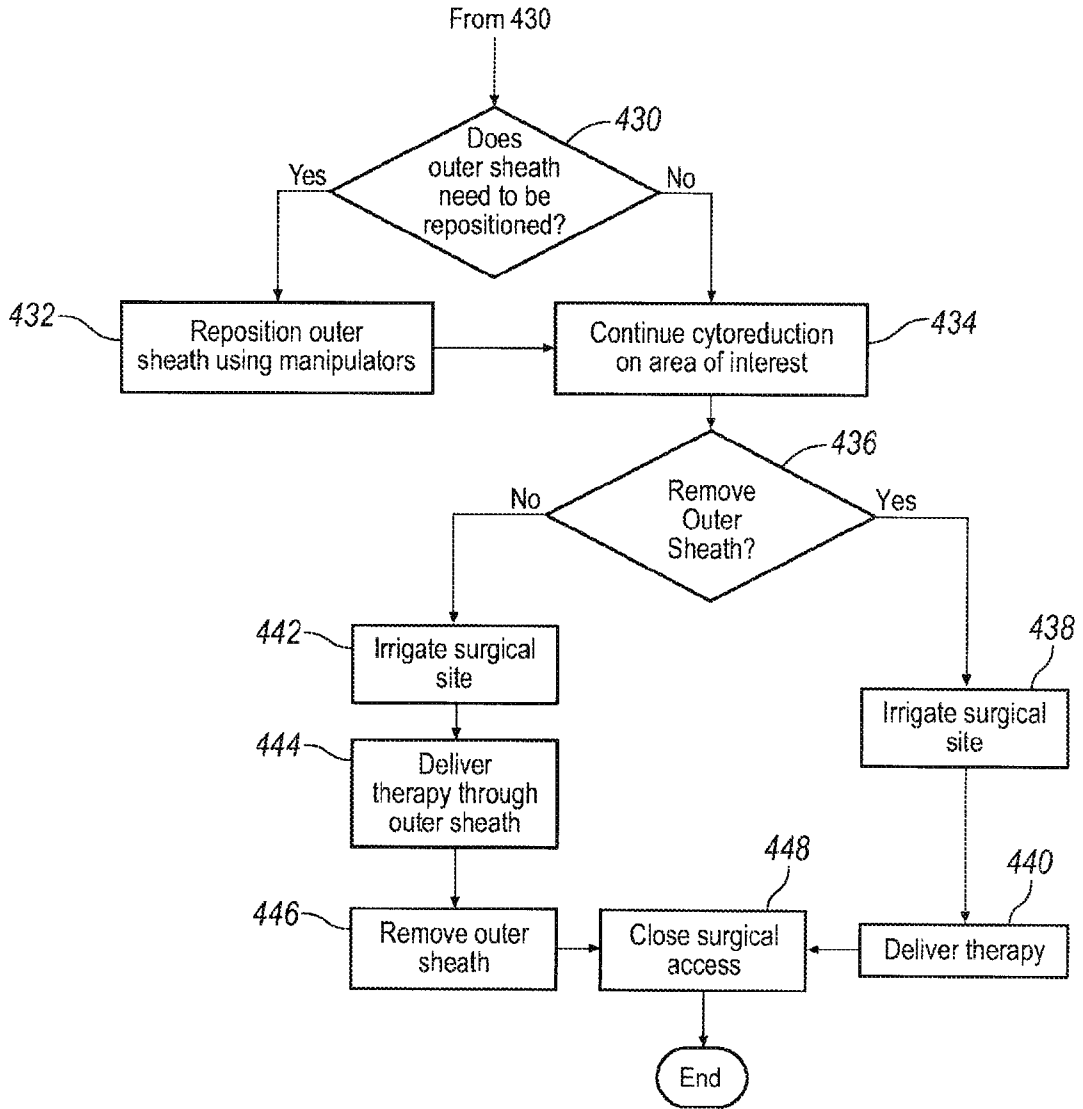 From 430
430
Does
outer sheath
need to be
repositioned?
Yes
No
432
Reposition outer
sheath using manipulators
Continue cytoreduction
on area of interest
434
436
Remove
Outer
Sheath?
No
Yes
442
Irrigate surgical
site
438
Irrigate surgical
site
444
Deliver
therapy through
outer sheath
446
Remove outer
sheath
448
Close surgical
access
440
Deliver therapy
End